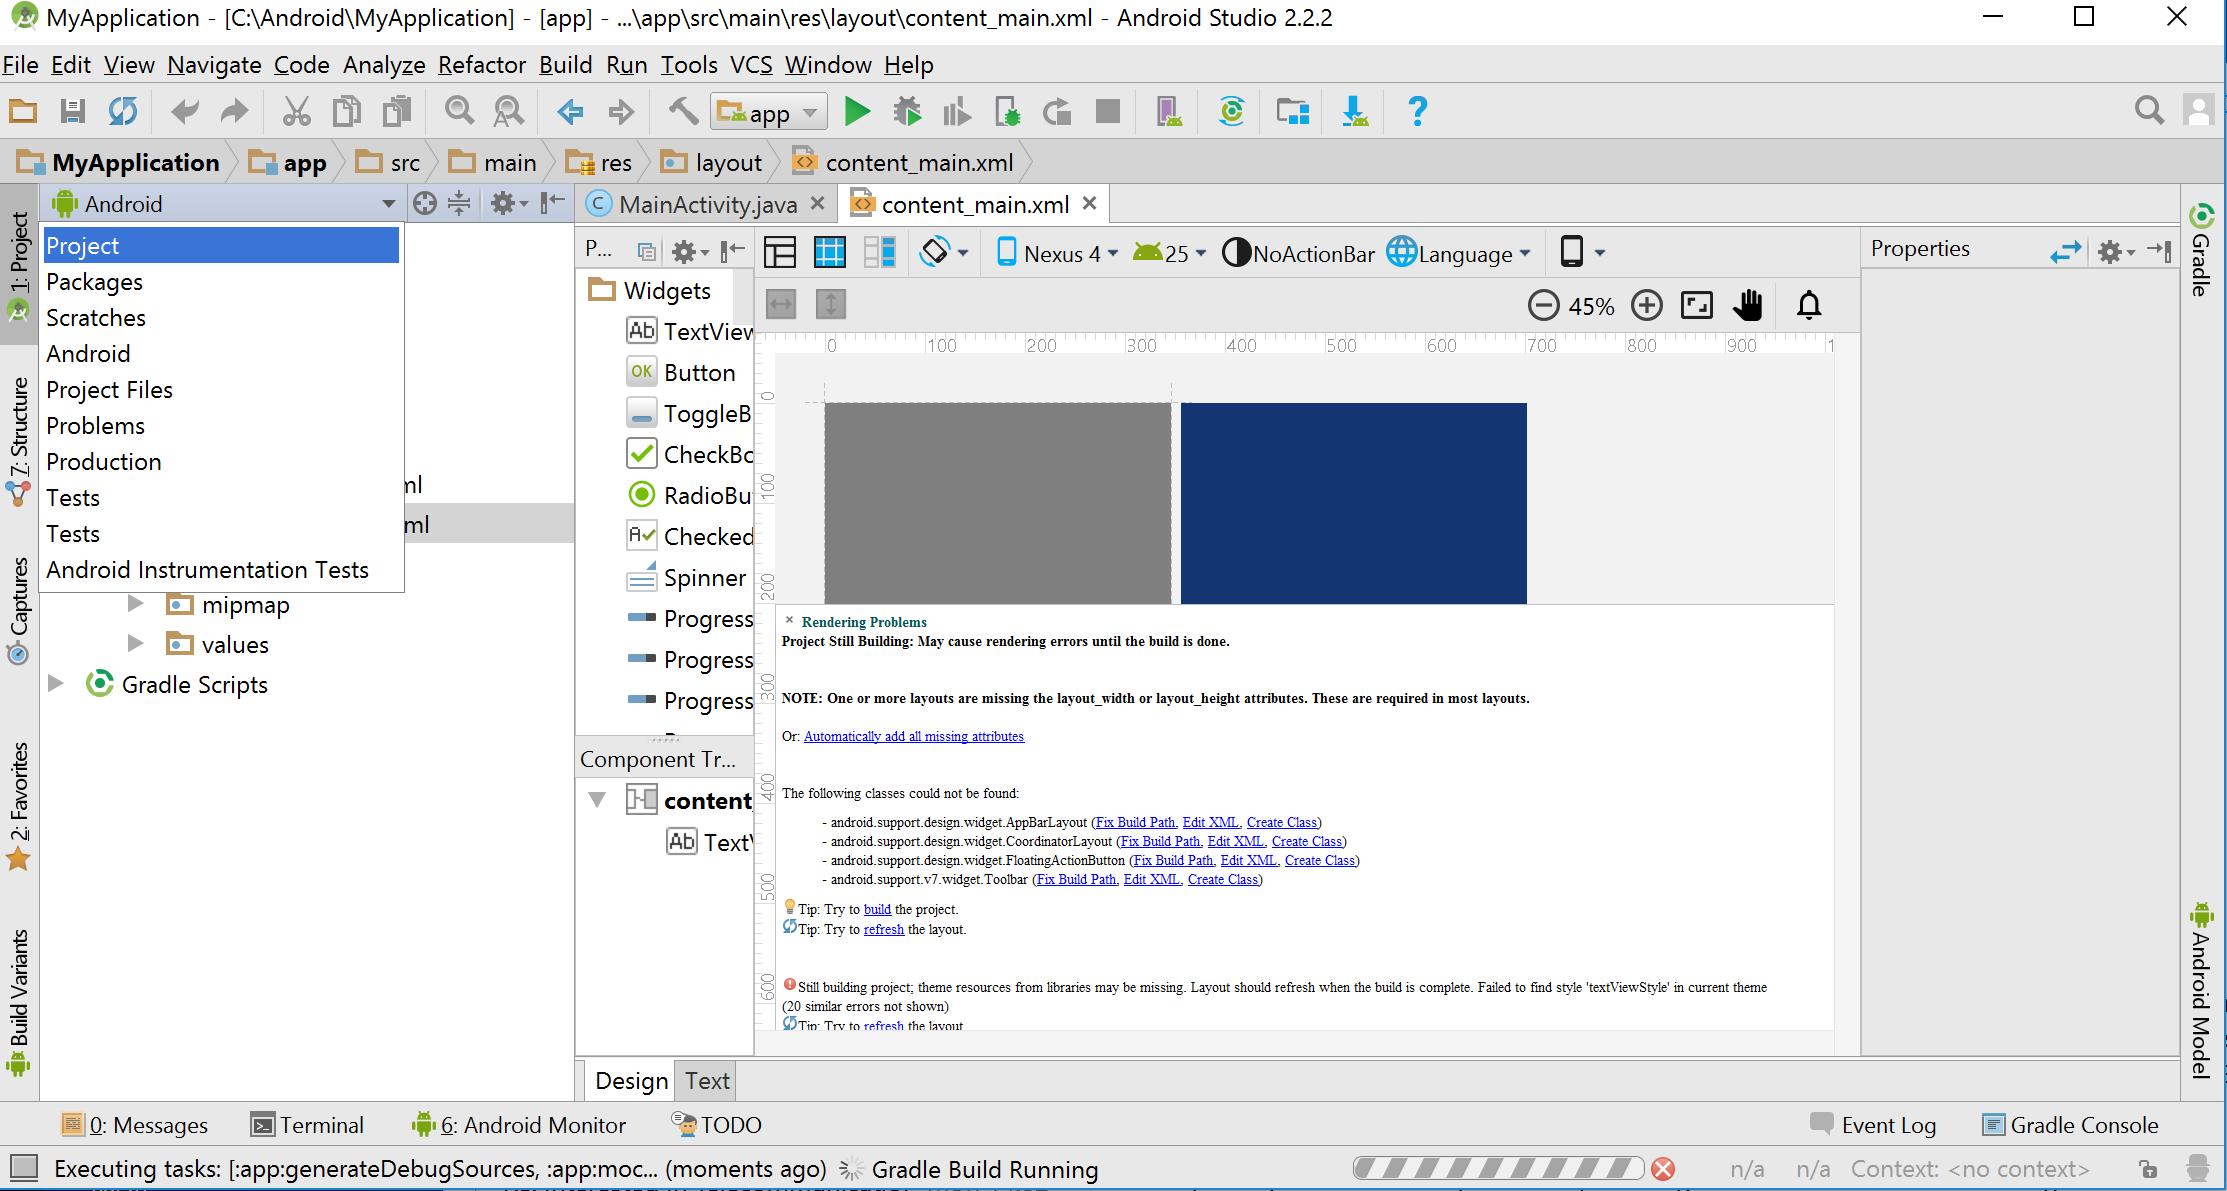 MyApplication - [C:\Android\MyApplication] - [app] - ...\app\src\main\res\layout\content_main.xml - Android Studio 2.2.2
File Edit View Navigate Code Analyze Refactor Build Run Tools VCS Window Help
app
MyApplication app src main res layout content_main.xml
Android
MainActivity.java
content_main.xml
1: Project
7: Structure
Captures
2: Favorites
Build Variants
Project
Packages
Scratches
Android
Project Files
Problems
Production
Tests
Tests
Android Instrumentation Tests
ml
ml
mipmap
values
Gradle Scripts
P...
Widgets
Ab TextView
OK Button
ToggleB
CheckBo
RadioBu
Checked
Spinner
Progress
Progress
Progress
Component Tr...
content_
Ab TextV
Nexus 4 25 NoActionBar Language
45%
0 100 200 300 400 500 600 700 800 900 1
0
100
200
300
400
500
600
Rendering Problems
Project Still Building: May cause rendering errors until the build is done.
NOTE: One or more layouts are missing the layout_width or layout_height attributes. These are required in most layouts.
Or: Automatically add all missing attributes
The following classes could not be found:
- android.support.design.widget.AppBarLayout (Fix Build Path, Edit XML, Create Class)
- android.support.design.widget.CoordinatorLayout (Fix Build Path, Edit XML, Create Class)
- android.support.design.widget.FloatingActionButton (Fix Build Path, Edit XML, Create Class)
- android.support.v7.widget.Toolbar (Fix Build Path, Edit XML, Create Class)
Tip: Try to build the project.
Tip: Try to refresh the layout.
Still building project; theme resources from libraries may be missing. Layout should refresh when the build is complete. Failed to find style 'textViewStyle' in current theme
(20 similar errors not shown)
Tip: Try to refresh the layout
Properties
Gradle
Android Model
Design Text
0: Messages Terminal 6: Android Monitor TODO Event Log Gradle Console
Executing tasks: [:app:generateDebugSources, :app:moc... (moments ago) Gradle Build Running n/a n/a Context: <no context>